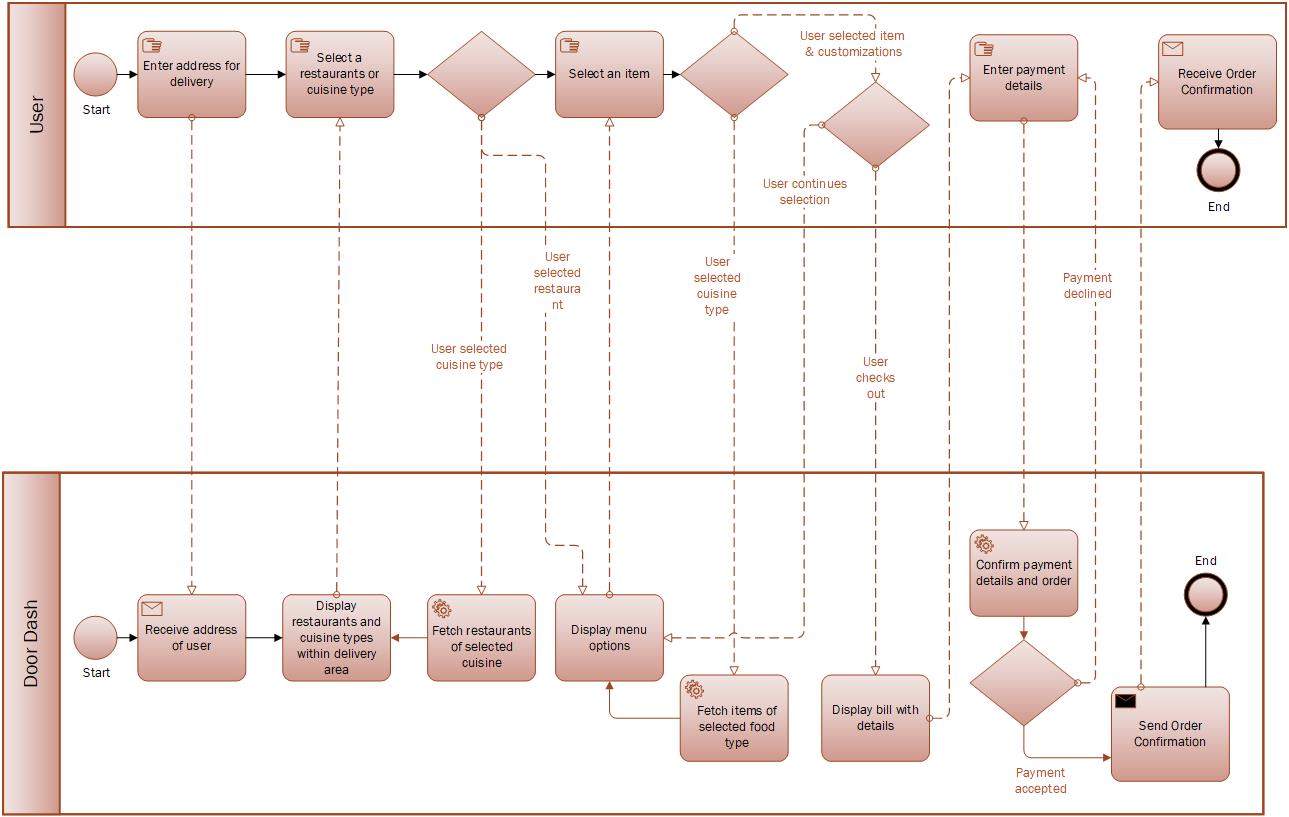 User
Start
Enter address for
delivery
Select a
restaurants or
cuisine type
Select an item
User selected item
& customizations
Enter payment
details
Receive Order
Confirmation
End
User continues
selection
User
selected
restaura
nt
User
selected
cuisine
type
Payment
declined
User selected
cuisine type
User
checks
out
Door Dash
Start
Receive address
of user
Display
restaurants and
cuisine types
within delivery
area
Fetch restaurants
of selected
cuisine
Display menu
options
Fetch items of
selected food
type
Display bill with
details
Confirm payment
details and order
Payment
accepted
Send Order
Confirmation
End